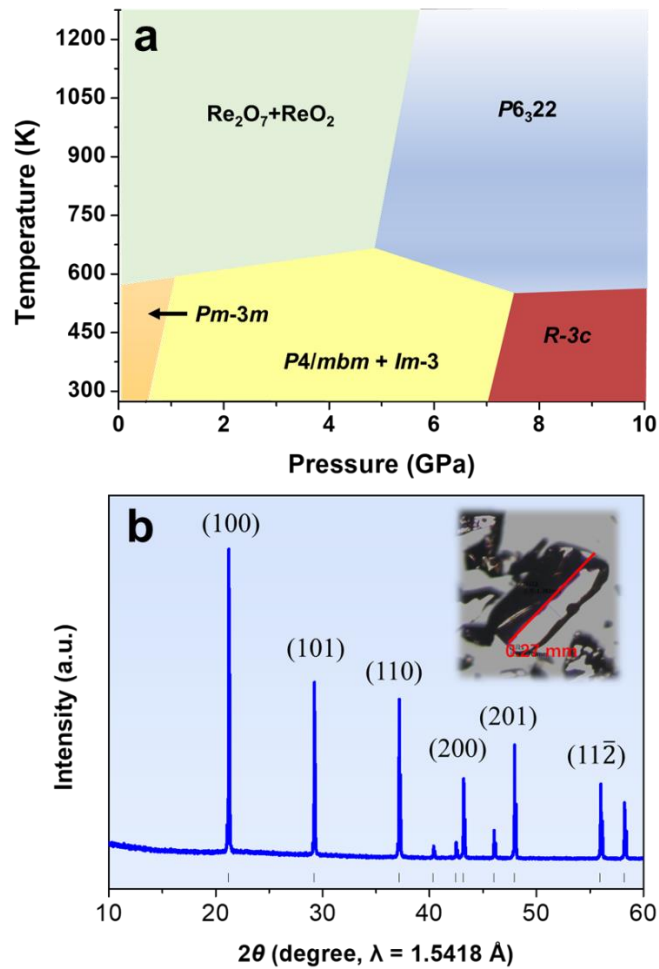 a
1200
1050
900
750
600
450
300
Temperature (K)
Re₂O₇+ReO₂
P6₃22
Pm-3m
P4/mbm + Im-3
R-3c
0 2 4 6 8 10
Pressure (GPa)
b
(100)
(101)
(110)
(200)
(201)
(112̅)
0.27 mm
Intensity (a.u.)
10 20 30 40 50 60
2θ (degree, λ = 1.5418 Å)